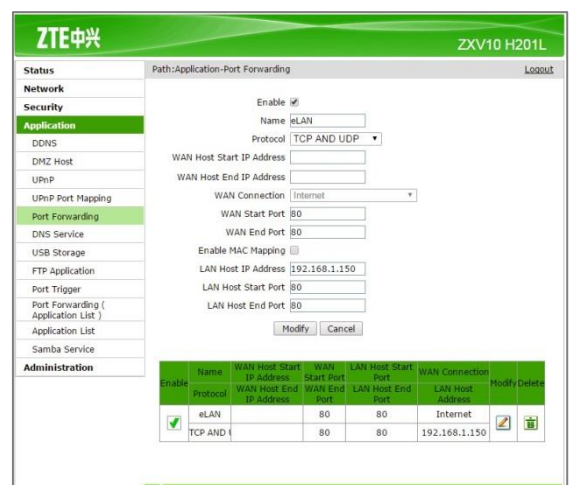 ZTE中兴
ZXV10 H201L
Status
Path:Application-Port Forwarding
Logout
Network
Security
Application
DDNS
DMZ Host
UPnP
UPnP Port Mapping
Port Forwarding
DNS Service
USB Storage
FTP Application
Port Trigger
Port Forwarding (
Application List )
Application List
Samba Service
Administration
Enable
Name eLAN
Protocol TCP AND UDP
WAN Host Start IP Address
WAN Host End IP Address
WAN Connection Internet
WAN Start Port 80
WAN End Port 80
Enable MAC Mapping
LAN Host IP Address 192.168.1.150
LAN Host Start Port 80
LAN Host End Port 80
Modify Cancel
Enable
Name
WAN Host Start
IP Address
WAN
Start Port
LAN Host Start
Port
WAN Connection
Modify
Delete
Protocol
WAN Host End
IP Address
WAN End
Port
LAN Host End
Port
LAN Host
Address
eLAN 80 80 Internet
TCP AND 80 80 192.168.1.150